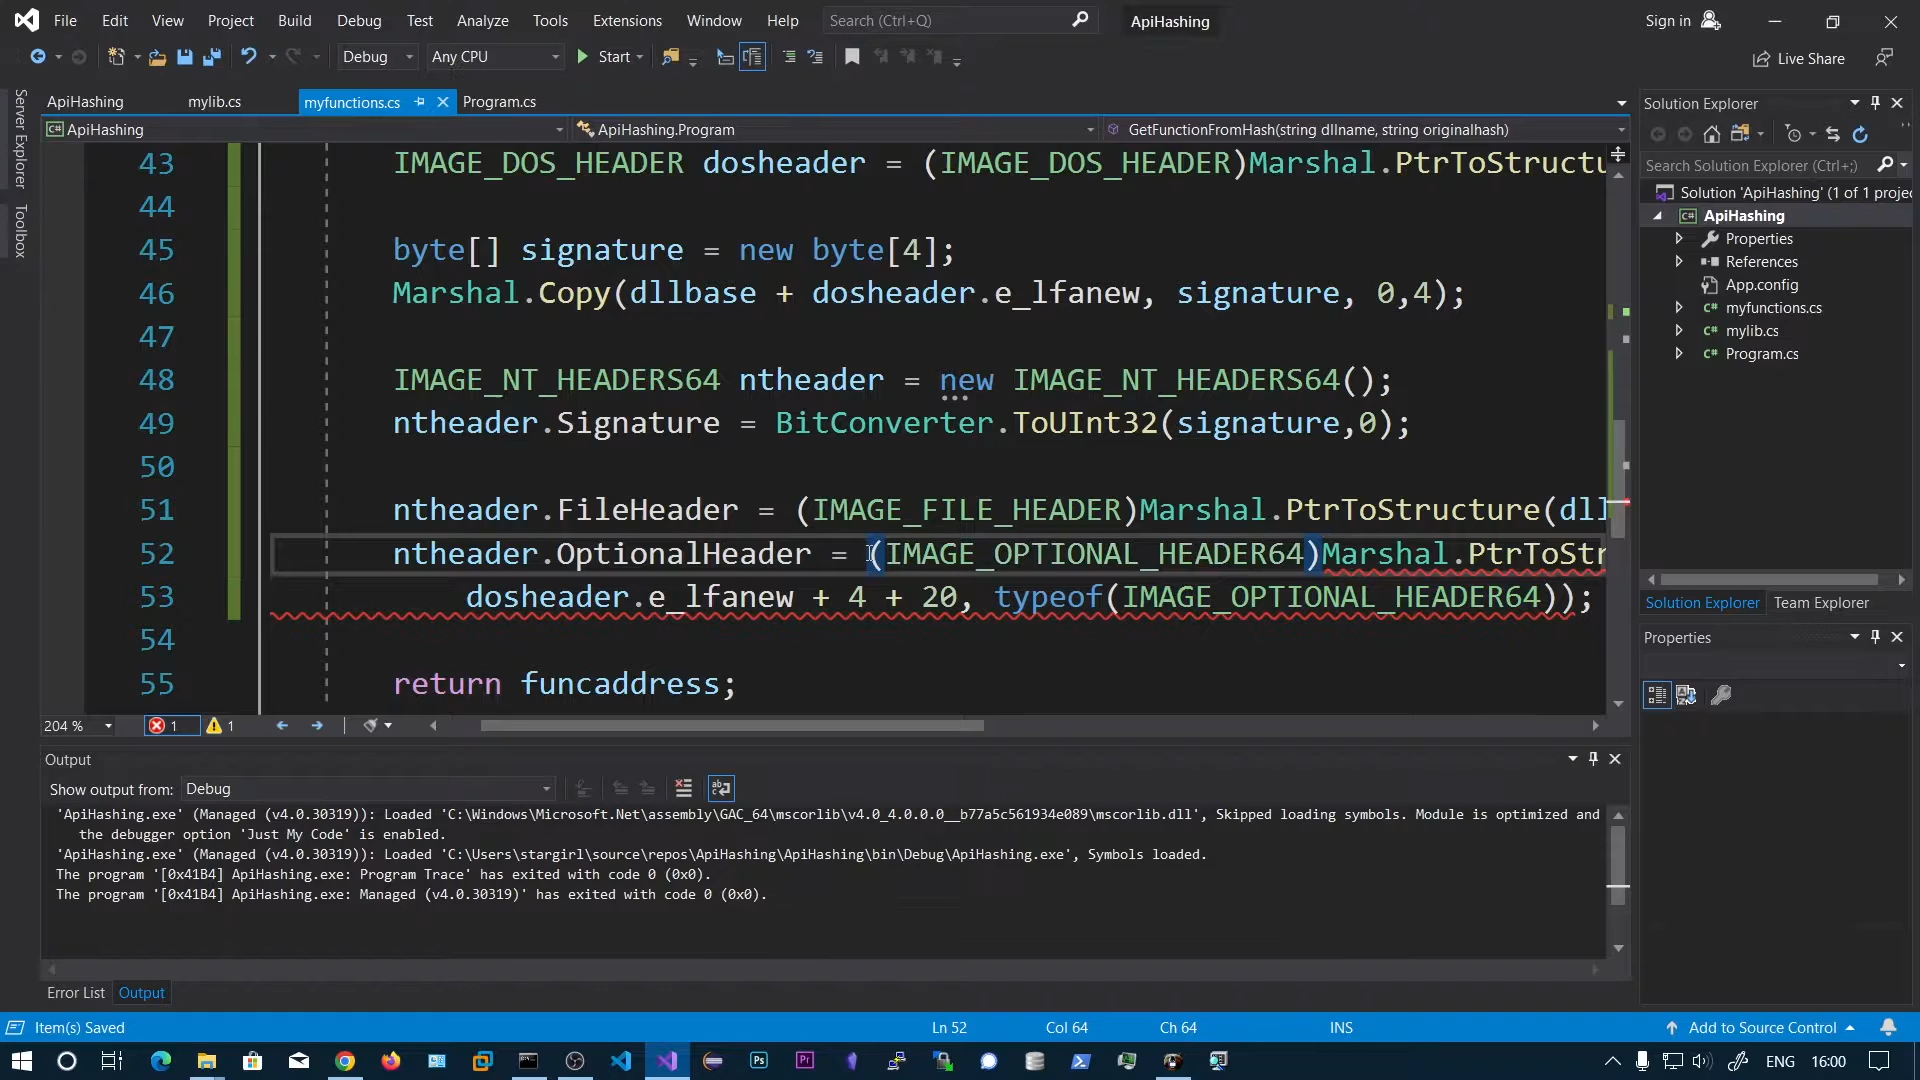 File Edit View Project Build Debug Test Analyze Tools Extensions Window Help Search (Ctrl+Q) ApiHashing Sign in
Debug Any CPU Start Live Share
ApiHashing mylib.cs myfunctions.cs Program.cs
ApiHashing ApiHashing.Program GetFunctionFromHash(string dllname, string originalhash)
Server Explorer
Toolbox
43 IMAGE_DOS_HEADER dosheader = (IMAGE_DOS_HEADER)Marshal.PtrToStructu
44
45 byte[] signature = new byte[4];
46 Marshal.Copy(dllbase + dosheader.e_lfanew, signature, 0,4);
47
48 IMAGE_NT_HEADERS64 ntheader = new IMAGE_NT_HEADERS64();
49 ntheader.Signature = BitConverter.ToUInt32(signature,0);
50
51 ntheader.FileHeader = (IMAGE_FILE_HEADER)Marshal.PtrToStructure(dll
52 ntheader.OptionalHeader = (IMAGE_OPTIONAL_HEADER64)Marshal.PtrToStr
53 dosheader.e_lfanew + 4 + 20, typeof(IMAGE_OPTIONAL_HEADER64));
54
55 return funcaddress;
204 % 1 1
Solution Explorer
Search Solution Explorer (Ctrl+;)
Solution 'ApiHashing' (1 of 1 projec
C# ApiHashing
Properties
References
App.config
C# myfunctions.cs
C# mylib.cs
C# Program.cs
Solution Explorer Team Explorer
Properties
Output
Show output from: Debug
'ApiHashing.exe' (Managed (v4.0.30319)): Loaded 'C:\Windows\Microsoft.Net\assembly\GAC_64\mscorlib\v4.0_4.0.0.0__b77a5c561934e089\mscorlib.dll', Skipped loading symbols. Module is optimized and
the debugger option 'Just My Code' is enabled.
'ApiHashing.exe' (Managed (v4.0.30319)): Loaded 'C:\Users\stargirl\source\repos\ApiHashing\ApiHashing\bin\Debug\ApiHashing.exe', Symbols loaded.
The program '[0x41B4] ApiHashing.exe: Program Trace' has exited with code 0 (0x0).
The program '[0x41B4] ApiHashing.exe: Managed (v4.0.30319)' has exited with code 0 (0x0).
Error List Output
Item(s) Saved Ln 52 Col 64 Ch 64 INS Add to Source Control
Ps Pr ENG 16:00